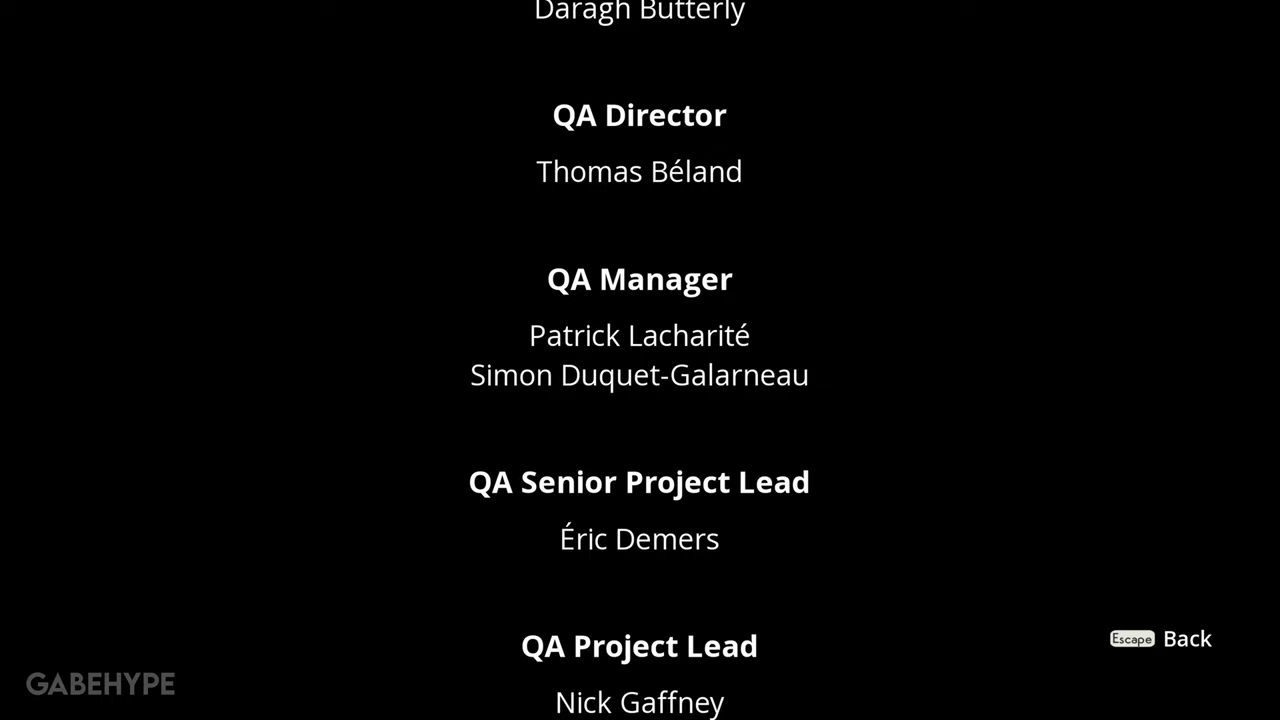 Daragh Butterly
QA Director
Thomas Béland
QA Manager
Patrick Lacharité
Simon Duquet-Galarneau
QA Senior Project Lead
Éric Demers
QA Project Lead
Escape Back
GABEHYPE
Nick Gaffney